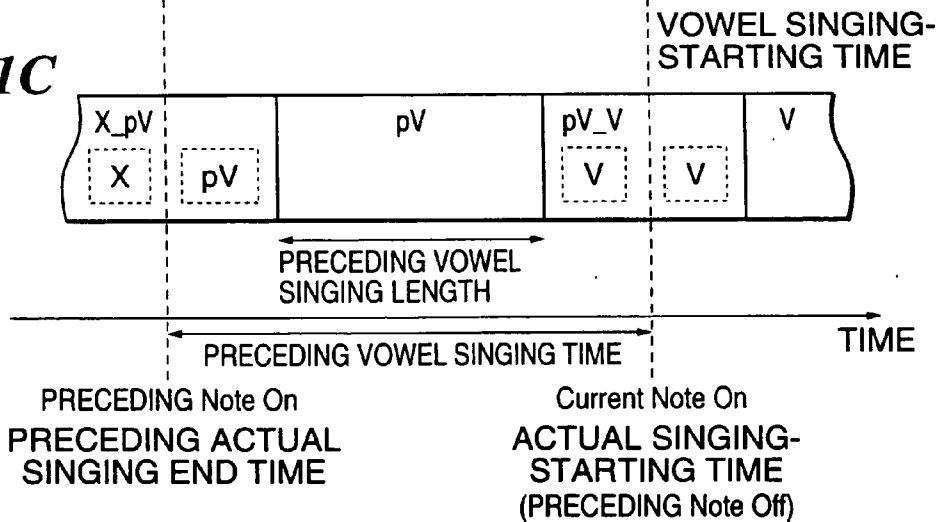 VOWEL SINGING-
STARTING TIME
1C
X_pV
pV
pV_V
V
X
pV
V
V
PRECEDING VOWEL
SINGING LENGTH
TIME
PRECEDING VOWEL SINGING TIME
PRECEDING Note On
Current Note On
PRECEDING ACTUAL
SINGING END TIME
ACTUAL SINGING-
STARTING TIME
(PRECEDING Note Off)